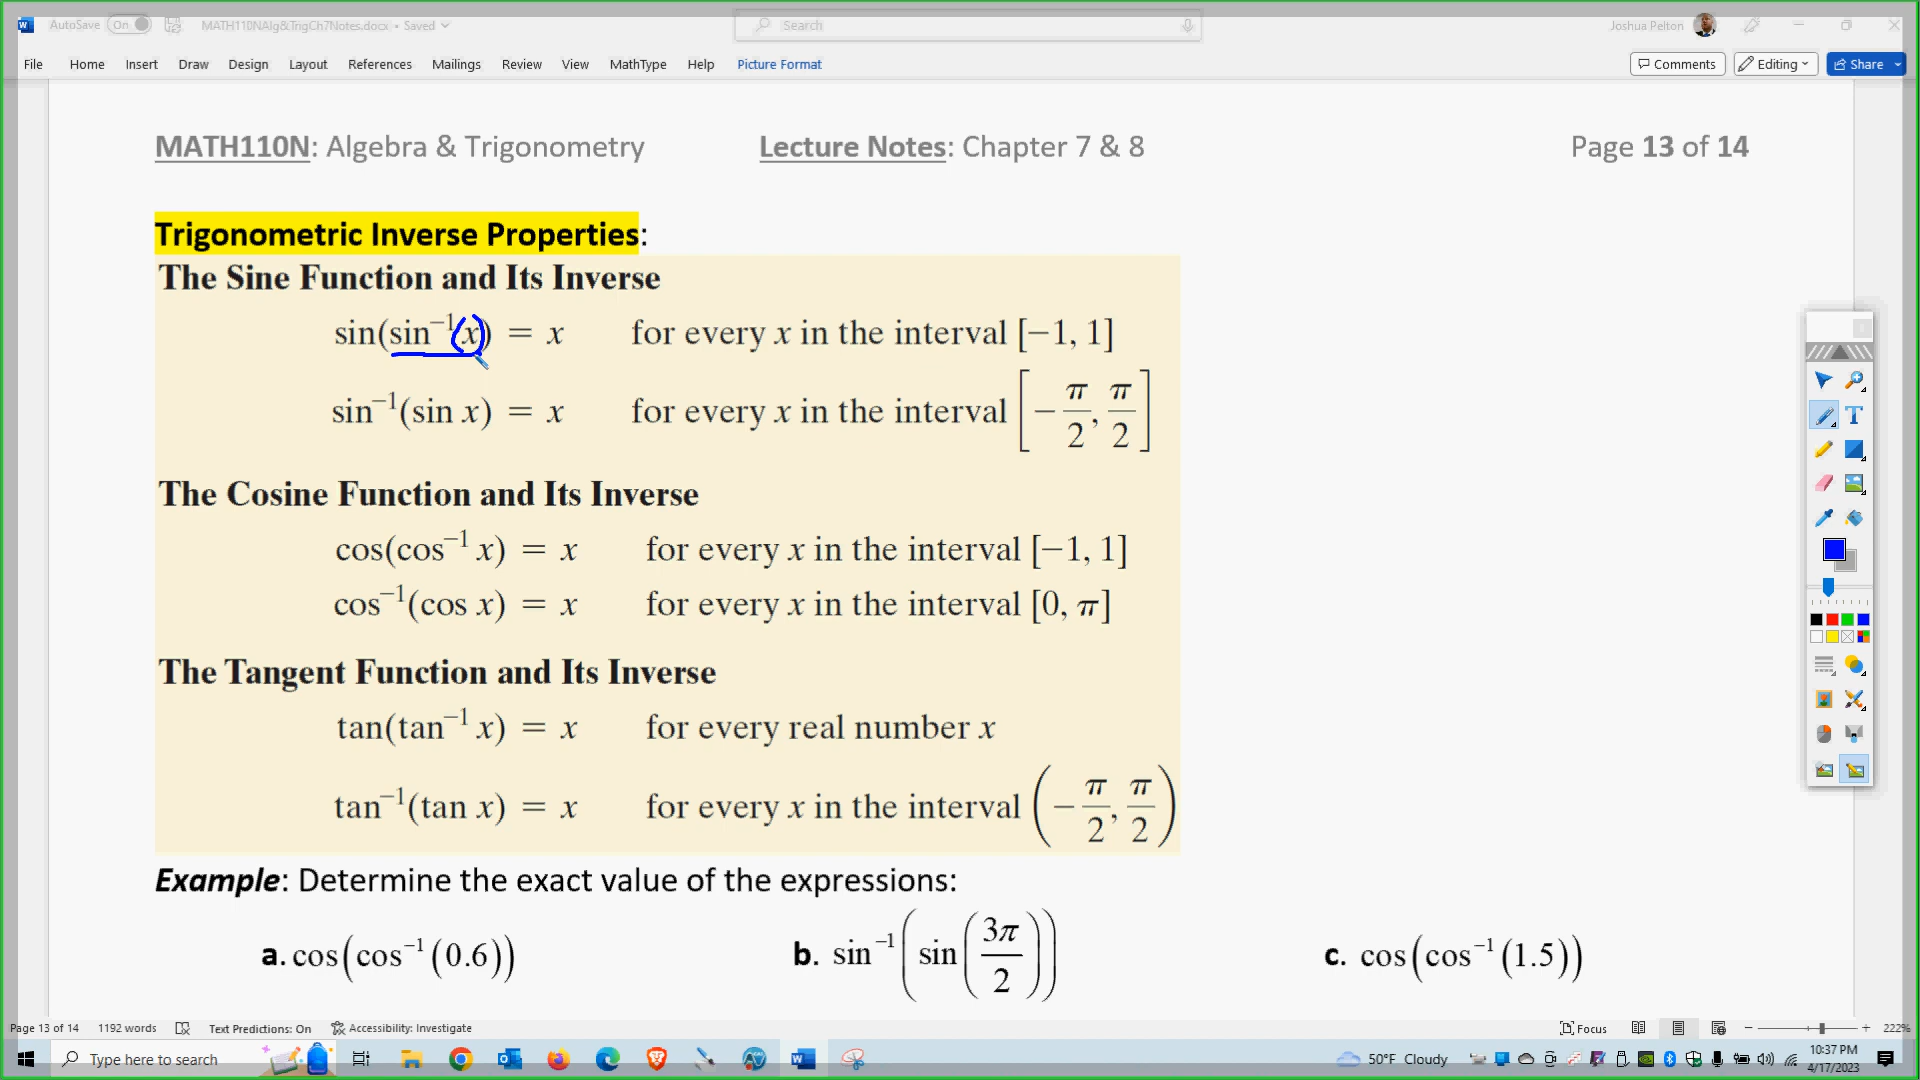 AutoSave On MATH110NAlg&TrigCh7Notes.docx • Saved Search Joshua Pelton
File Home Insert Draw Design Layout References Mailings Review View MathType Help Picture Format Comments Editing Share
MATH110N: Algebra & Trigonometry Lecture Notes: Chapter 7 & 8 Page 13 of 14
Trigonometric Inverse Properties:
The Sine Function and Its Inverse
sin(sin⁻¹(x)) = x for every x in the interval [−1, 1]
sin⁻¹(sin x) = x for every x in the interval [−π/2, π/2]
The Cosine Function and Its Inverse
cos(cos⁻¹ x) = x for every x in the interval [−1, 1]
cos⁻¹(cos x) = x for every x in the interval [0, π]
The Tangent Function and Its Inverse
tan(tan⁻¹ x) = x for every real number x
tan⁻¹(tan x) = x for every x in the interval (−π/2, π/2)
Example: Determine the exact value of the expressions:
a. cos(cos⁻¹(0.6)) b. sin⁻¹(sin(3π/2)) c. cos(cos⁻¹(1.5))
Page 13 of 14 1192 words Text Predictions: On Accessibility: Investigate Focus 222%
Type here to search 50°F Cloudy 10:37 PM
4/17/2023